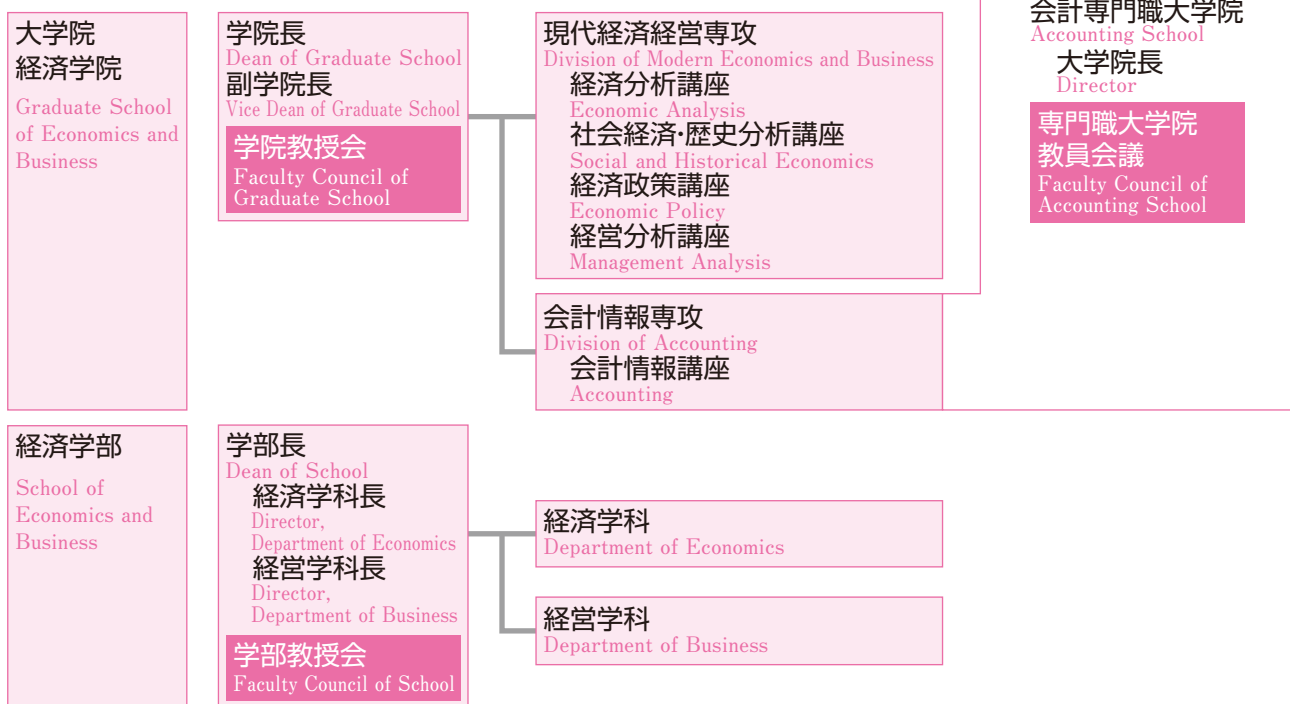 大学院
経済学院
Graduate School
of Economics and
Business
学院長
Dean of Graduate School
副学院長
Vice Dean of Graduate School
学院教授会
Faculty Council of
Graduate School
現代経済経営専攻
Division of Modern Economics and Business
経済分析講座
Economic Analysis
社会経済・歴史分析講座
Social and Historical Economics
経済政策講座
Economic Policy
経営分析講座
Management Analysis
会計情報専攻
Division of Accounting
会計情報講座
Accounting
会計専門職大学院
Accounting School
大学院長
Director
専門職大学院
教員会議
Faculty Council of
Accounting School
経済学部
School of
Economics and
Business
学部長
Dean of School
経済学科長
Director,
Department of Economics
経営学科長
Director,
Department of Business
学部教授会
Faculty Council of School
経済学科
Department of Economics
経営学科
Department of Business